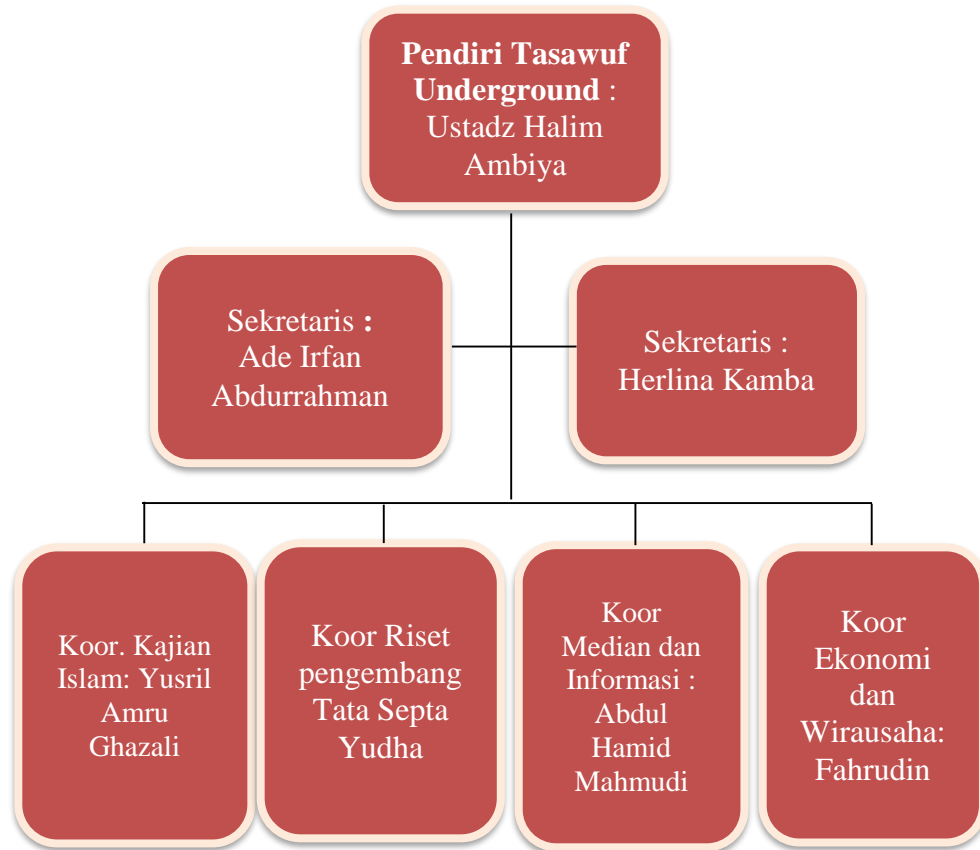 Pendiri Tasawuf
Underground :
Ustadz Halim
Ambiya
Sekretaris :
Ade Irfan
Abdurrahman
Sekretaris :
Herlina Kamba
Koor. Kajian
Islam: Yusril
Amru
Ghazali
Koor Riset
pengembang
Tata Septa
Yudha
Koor
Median dan
Informasi :
Abdul
Hamid
Mahmudi
Koor
Ekonomi
dan
Wirausaha:
Fahrudin